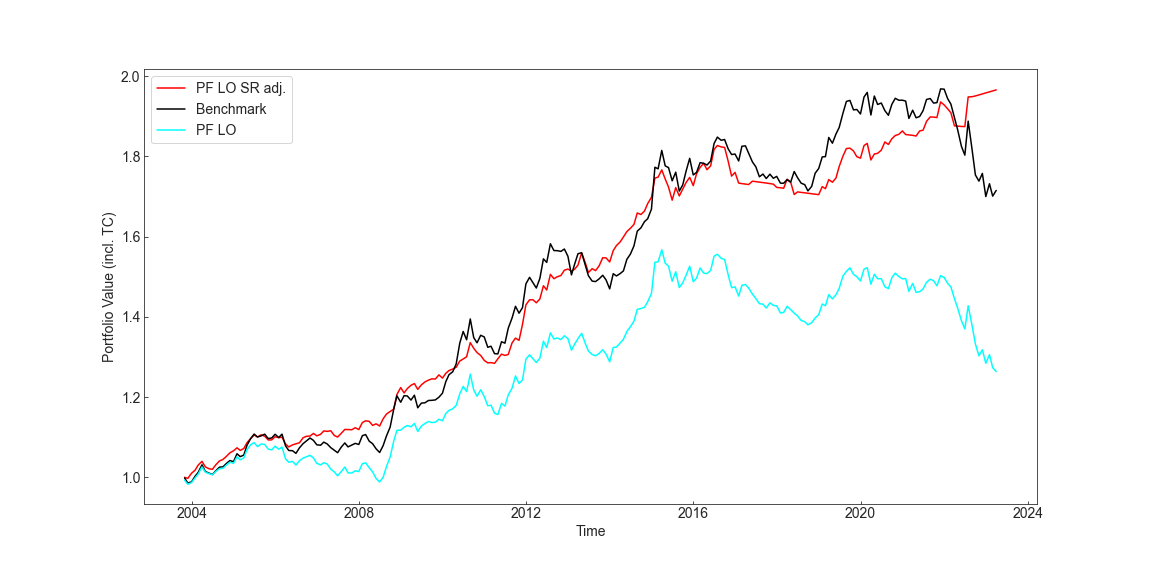 PF LO SR adj.
Benchmark
PF LO
Portfolio Value (incl. TC)
2.0
1.8
1.6
1.4
1.2
1.0
2004
2008
2012
2016
2020
2024
Time